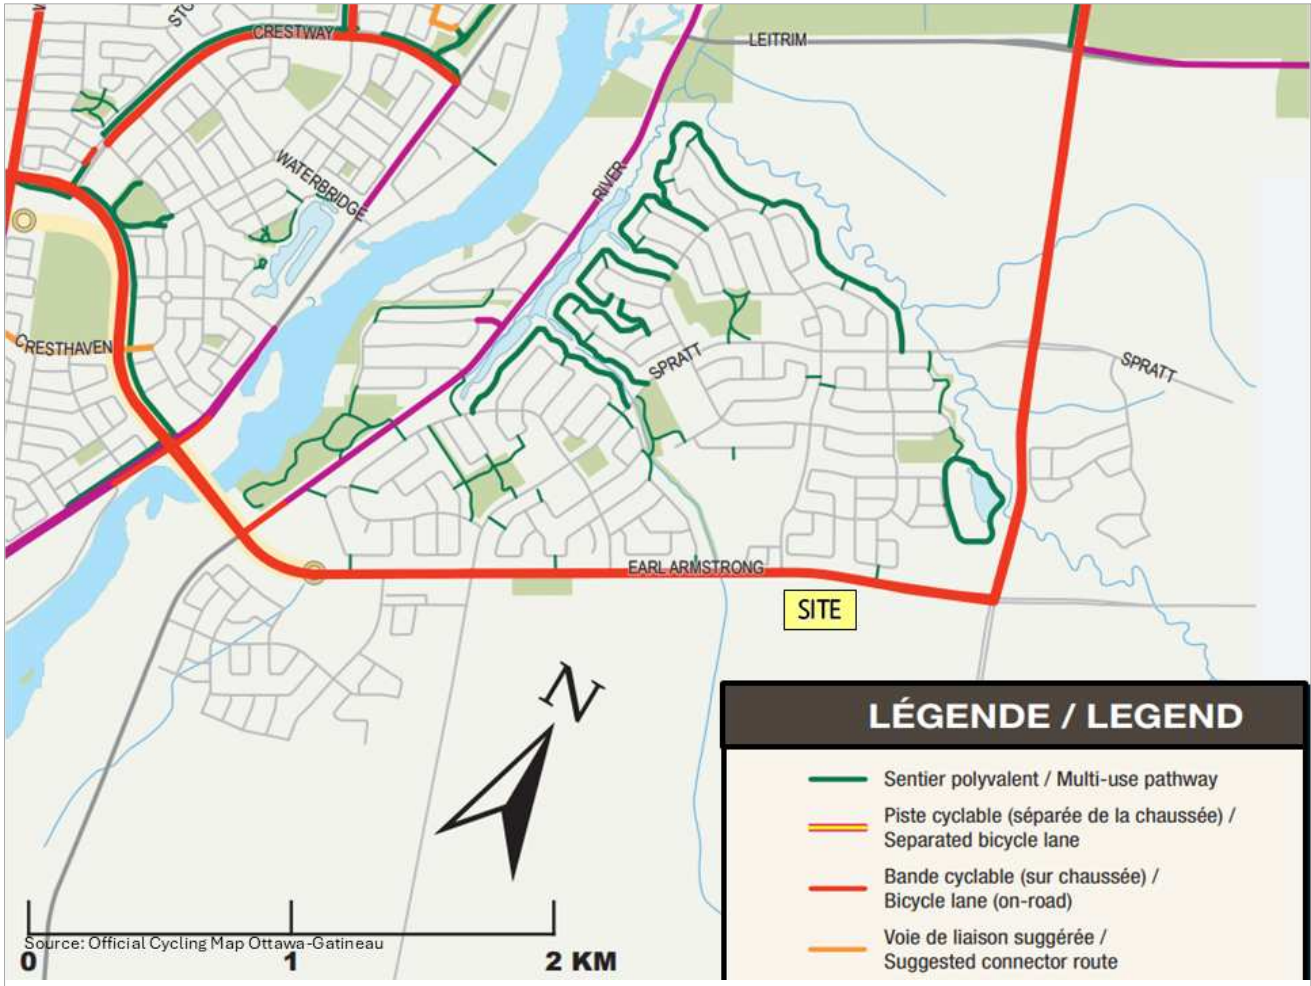 STO
CRESTWAY
LEITRIM
WATERBRIDGE
RIVER
CRESTHAVEN
SPRATT
SPRATT
EARL ARMSTRONG
SITE
N
LÉGENDE / LEGEND
Sentier polyvalent / Multi-use pathway
Piste cyclable (séparée de la chaussée) /
Separated bicycle lane
Bande cyclable (sur chaussée) /
Bicycle lane (on-road)
Voie de liaison suggérée /
Suggested connector route
Source: Official Cycling Map Ottawa-Gatineau
0 1 2 KM